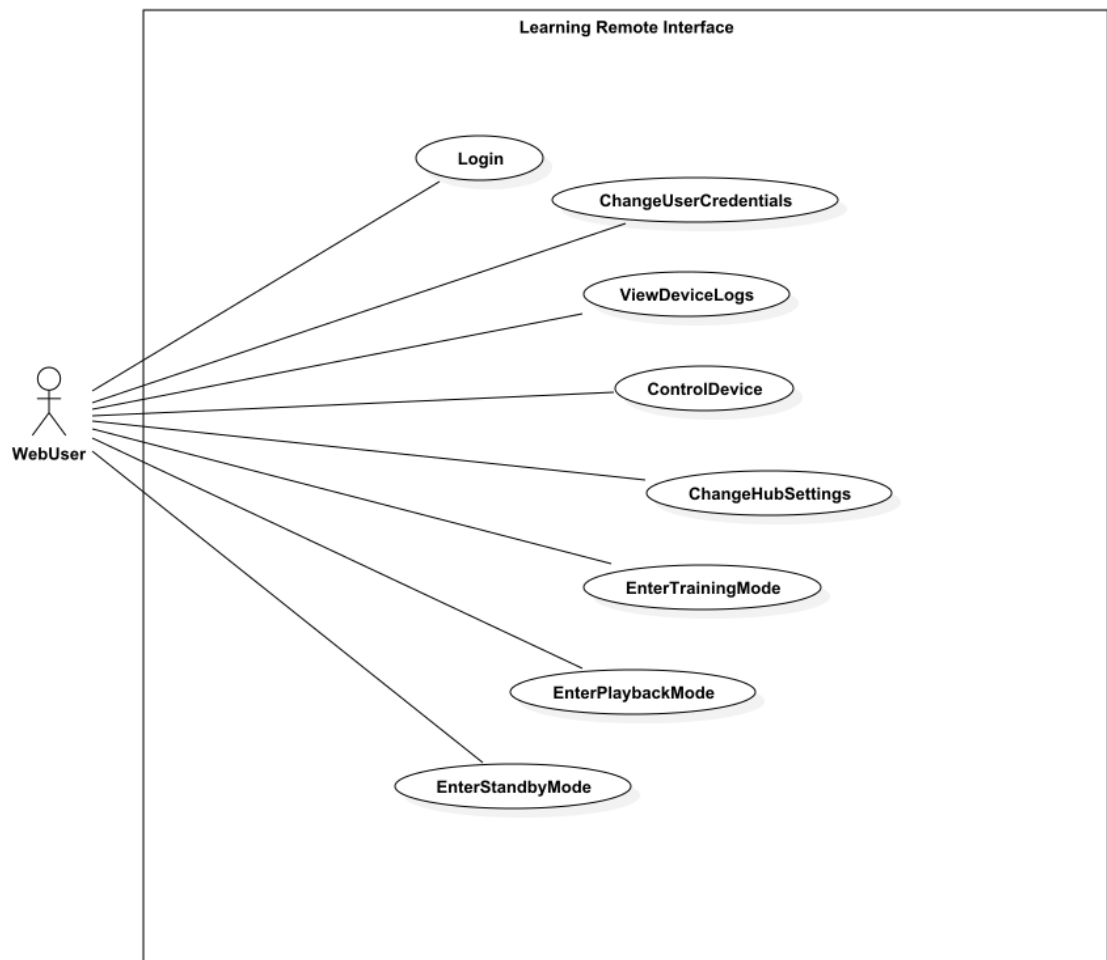 Learning Remote Interface
Login
ChangeUserCredentials
ViewDeviceLogs
ControlDevice
WebUser
ChangeHubSettings
EnterTrainingMode
EnterPlaybackMode
EnterStandbyMode